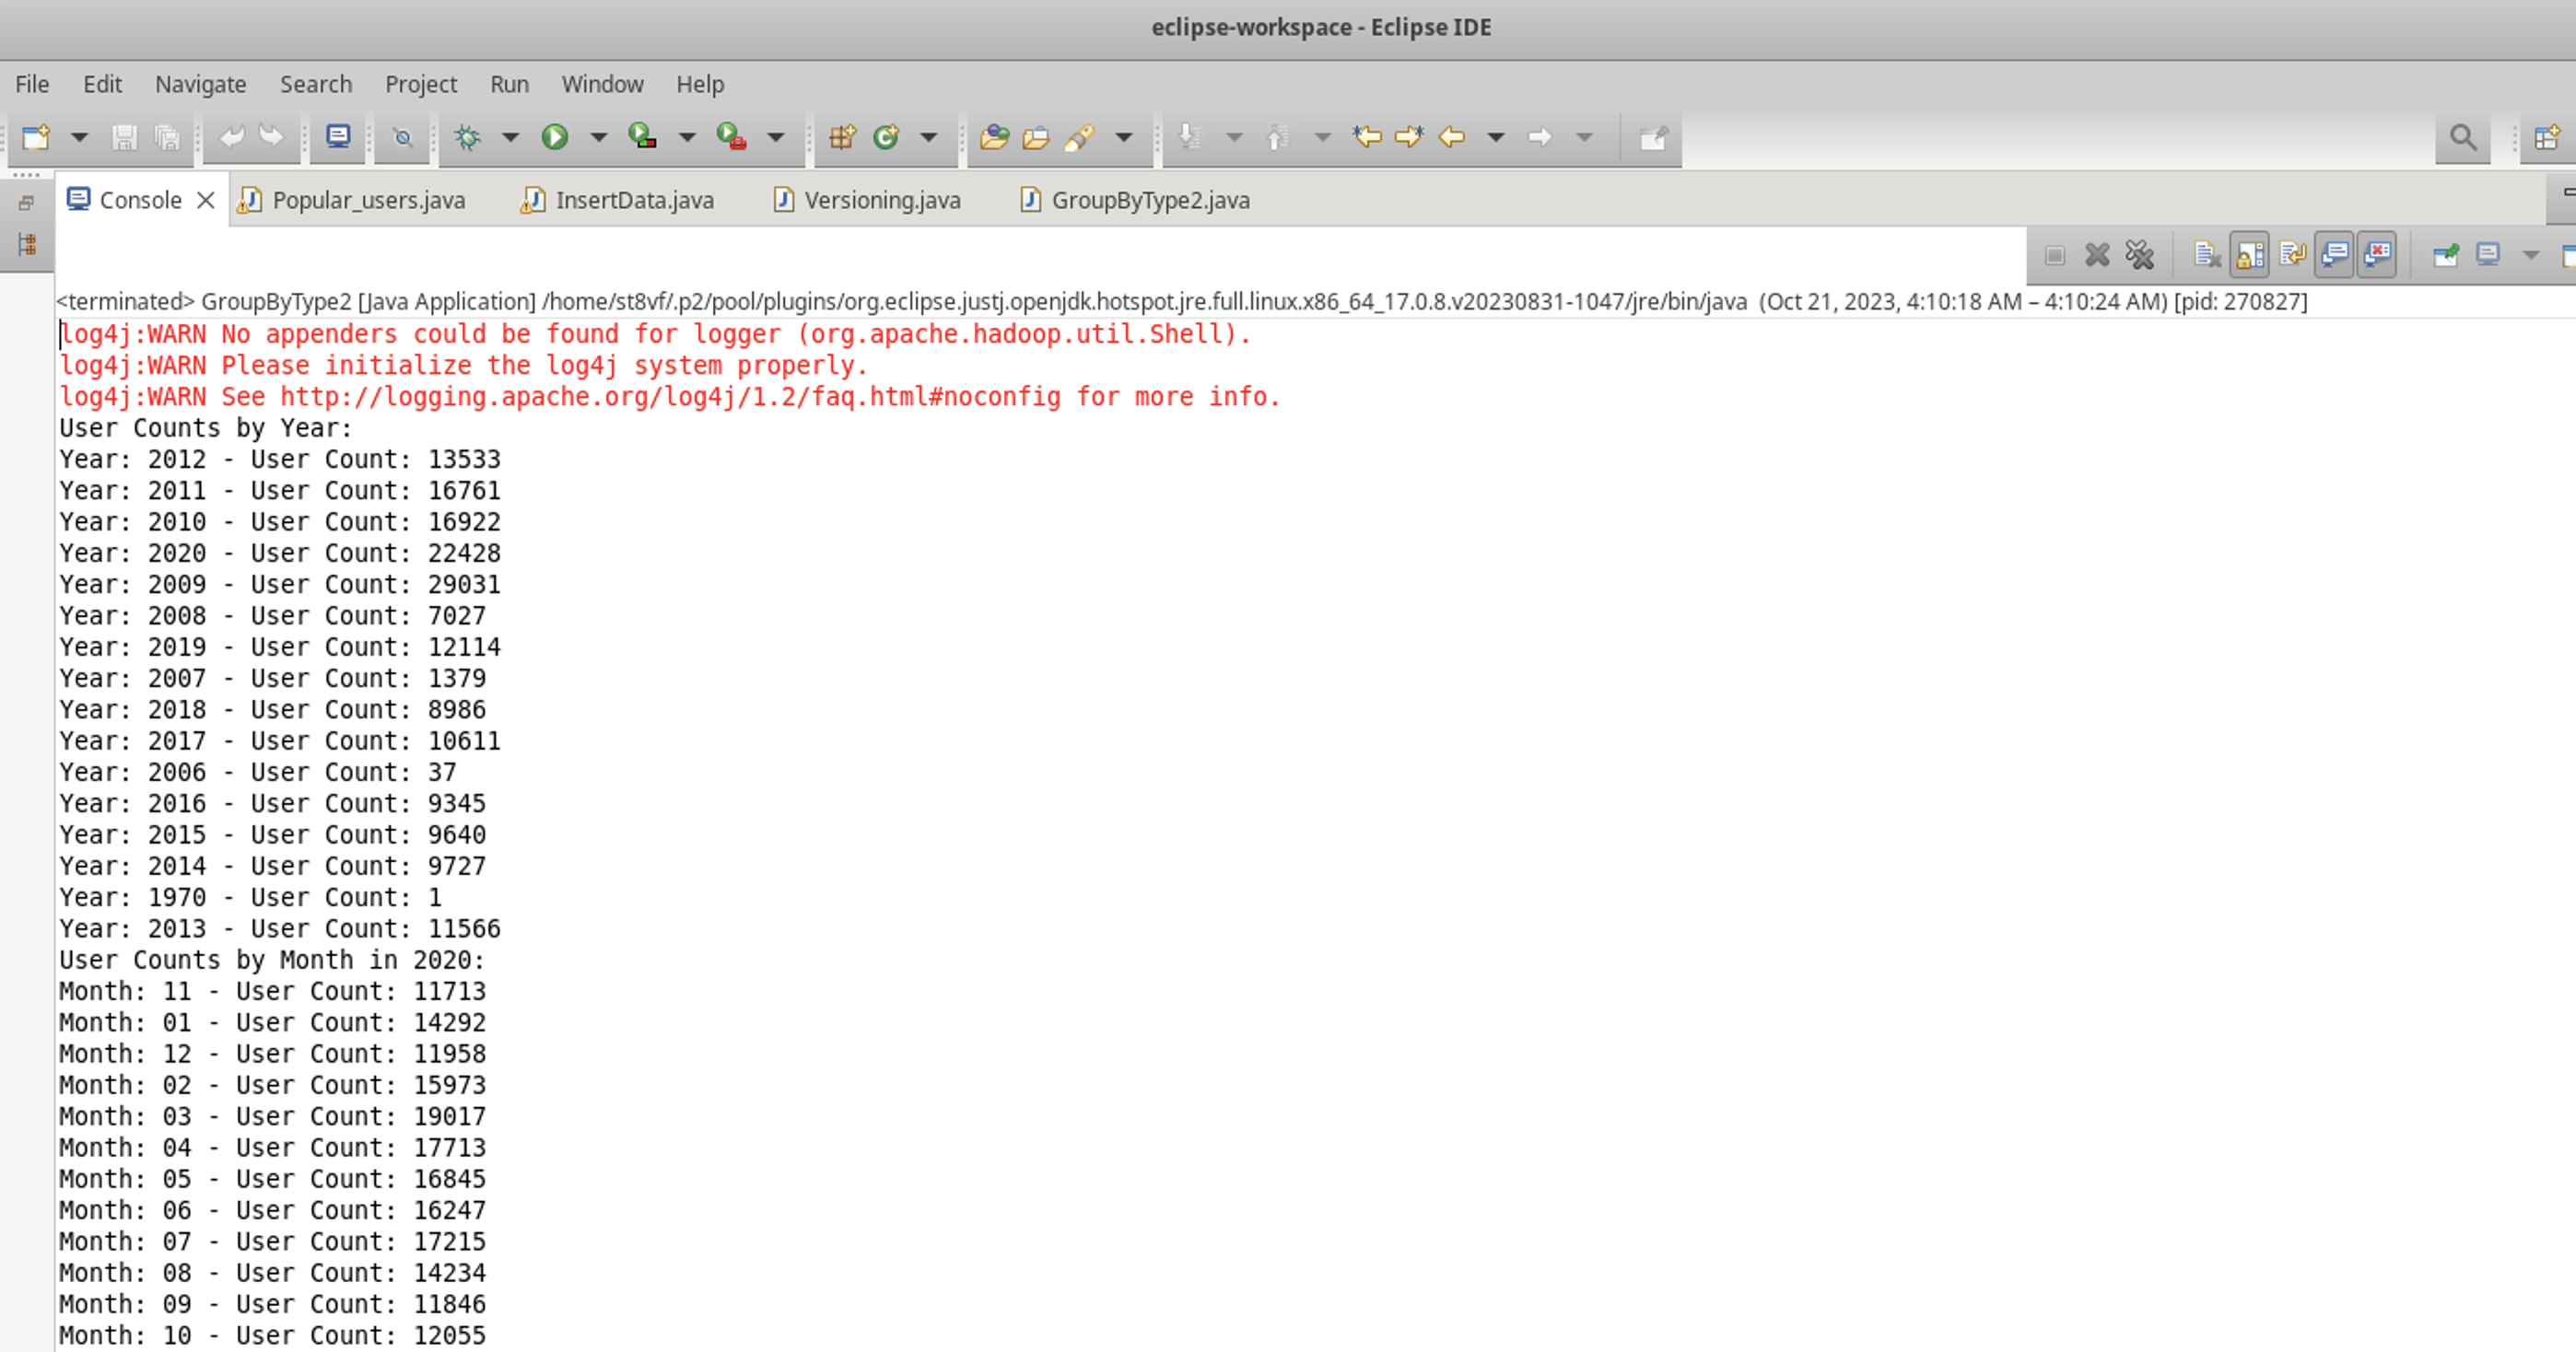 eclipse-workspace - Eclipse IDE
File Edit Navigate Search Project Run Window Help
Console Popular_users.java InsertData.java Versioning.java GroupByType2.java
<terminated> GroupByType2 [Java Application] /home/st8vf/.p2/pool/plugins/org.eclipse.justj.openjdk.hotspot.jre.full.linux.x86_64_17.0.8.v20230831-1047/jre/bin/java (Oct 21, 2023, 4:10:18 AM – 4:10:24 AM) [pid: 270827]
log4j:WARN No appenders could be found for logger (org.apache.hadoop.util.Shell).
log4j:WARN Please initialize the log4j system properly.
log4j:WARN See http://logging.apache.org/log4j/1.2/faq.html#noconfig for more info.
User Counts by Year:
Year: 2012 - User Count: 13533
Year: 2011 - User Count: 16761
Year: 2010 - User Count: 16922
Year: 2020 - User Count: 22428
Year: 2009 - User Count: 29031
Year: 2008 - User Count: 7027
Year: 2019 - User Count: 12114
Year: 2007 - User Count: 1379
Year: 2018 - User Count: 8986
Year: 2017 - User Count: 10611
Year: 2006 - User Count: 37
Year: 2016 - User Count: 9345
Year: 2015 - User Count: 9640
Year: 2014 - User Count: 9727
Year: 1970 - User Count: 1
Year: 2013 - User Count: 11566
User Counts by Month in 2020:
Month: 11 - User Count: 11713
Month: 01 - User Count: 14292
Month: 12 - User Count: 11958
Month: 02 - User Count: 15973
Month: 03 - User Count: 19017
Month: 04 - User Count: 17713
Month: 05 - User Count: 16845
Month: 06 - User Count: 16247
Month: 07 - User Count: 17215
Month: 08 - User Count: 14234
Month: 09 - User Count: 11846
Month: 10 - User Count: 12055